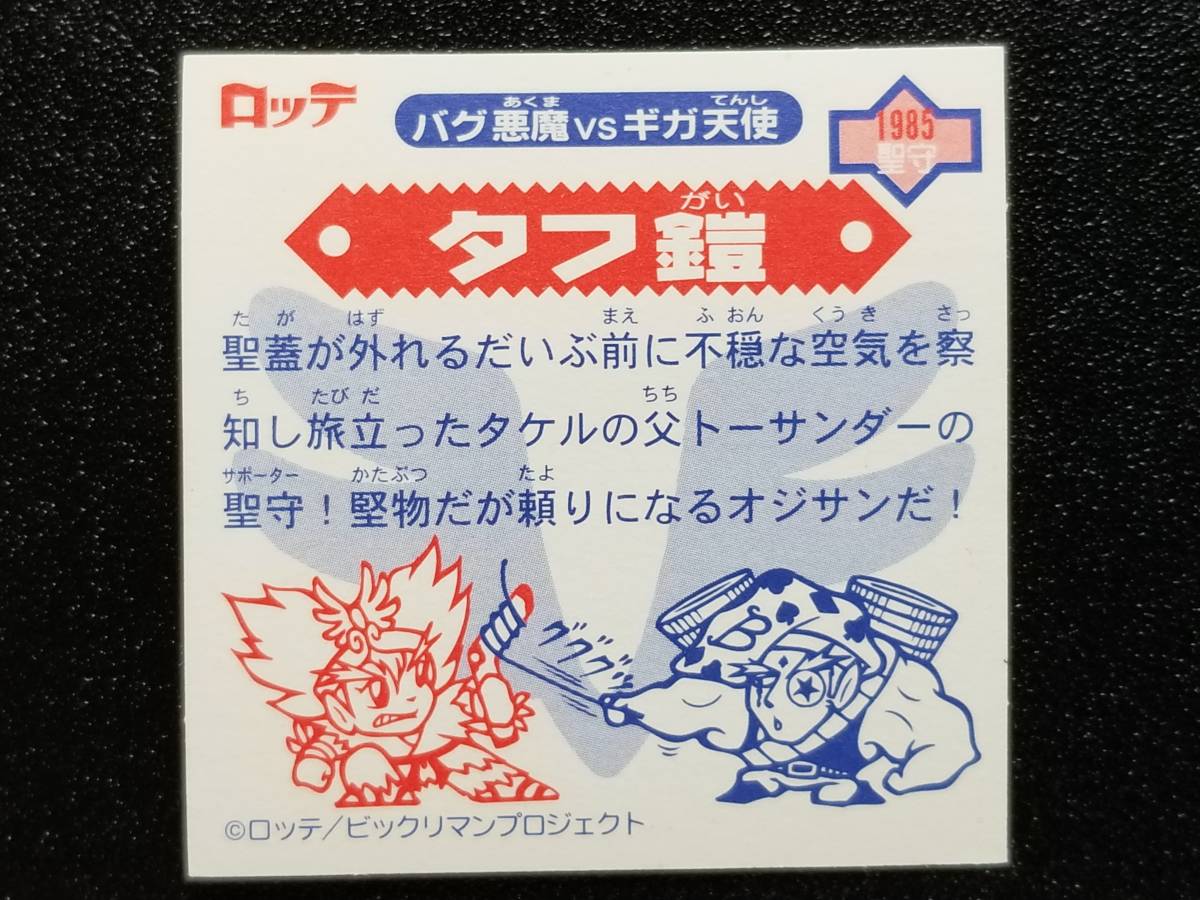 ロッテ
あくま てんし
バグ悪魔vsギガ天使
1985
聖守
がい
タフ鎧
た が はず まえ ふ おん くう き さっ
聖蓋が外れるだいぶ前に不穏な空気を察
ち たび だ ちち
知し旅立ったタケルの父トーサンダーの
サポーター かたぶつ たよ
聖守！堅物だが頼りになるオジサンだ！
ググググ
B
©ロッテ/ビックリマンプロジェクト